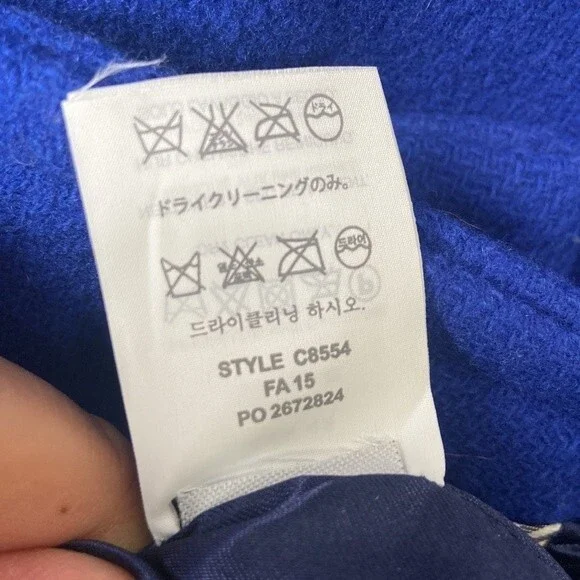 ドライ
ドライクリーニングのみ。
드라이
드라이클리닝 하시오.
STYLE C8554
FA 15
PO 2672824